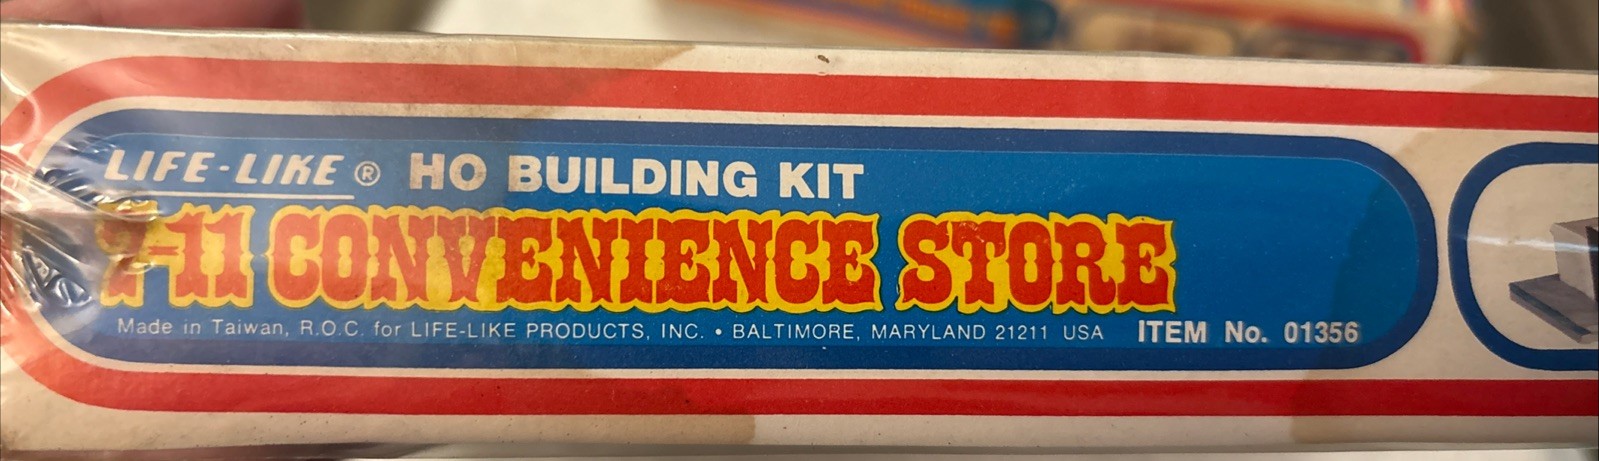 LIFE-LIKE® HO BUILDING KIT
7-11 CONVENIENCE STORE
Made in Taiwan, R.O.C. for LIFE-LIKE PRODUCTS, INC. • BALTIMORE, MARYLAND 21211 USA ITEM No. 01356